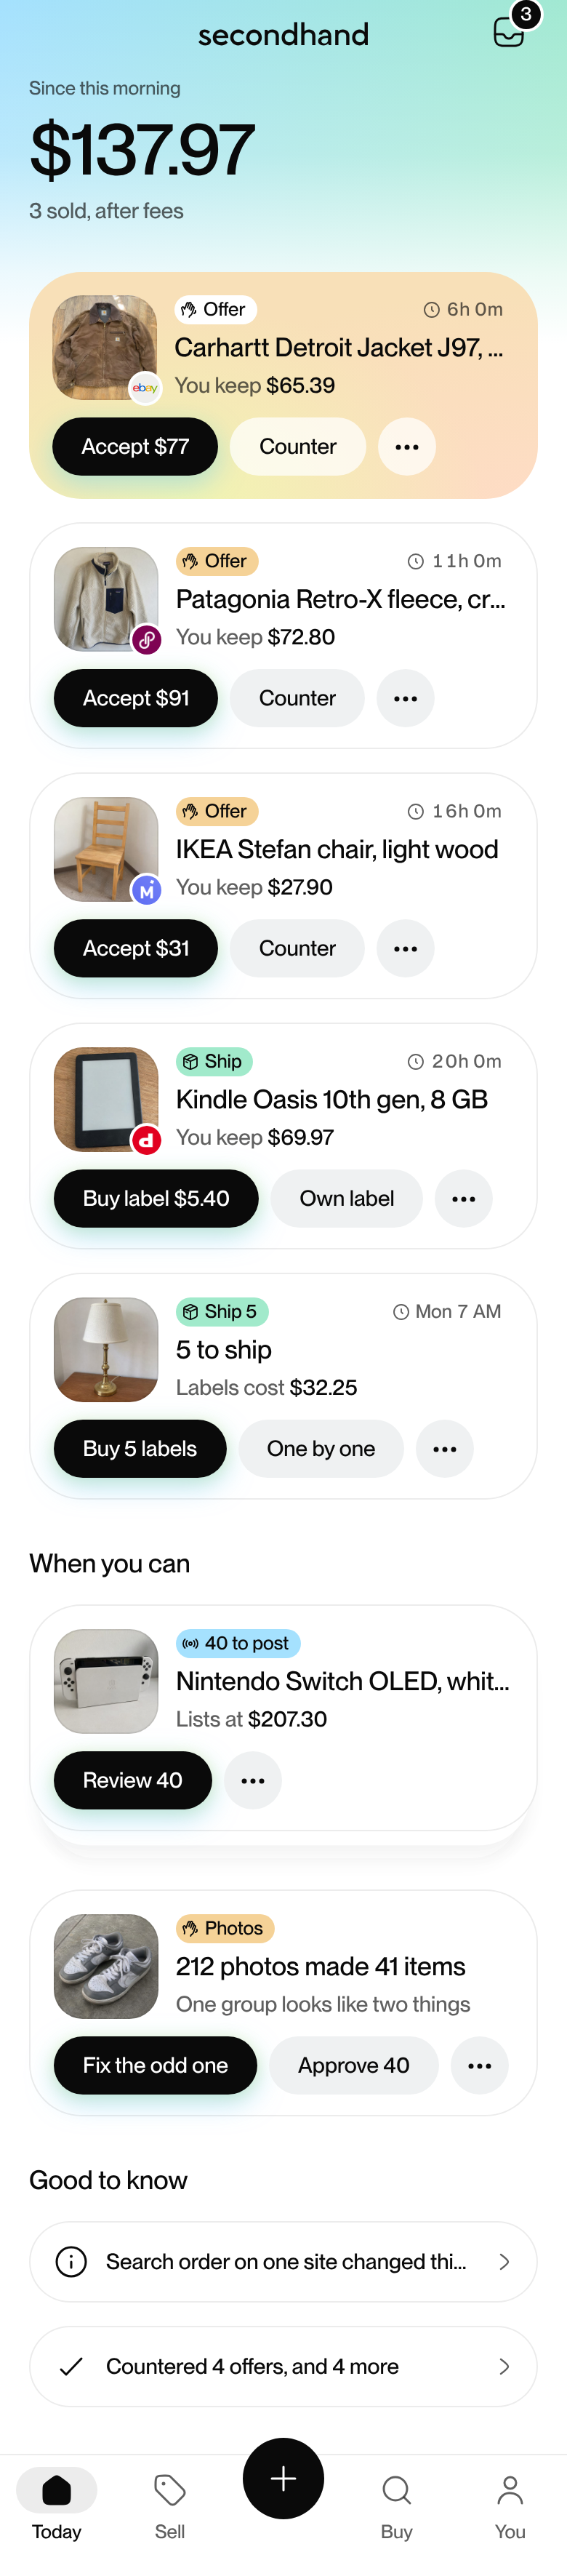 secondhand
3
Since this morning
$137.97
3 sold, after fees
Offer
6h 0m
Carhartt Detroit Jacket J97, ...
You keep $65.39
ebay
Accept $77
Counter
Offer
11h 0m
Patagonia Retro-X fleece, cr...
You keep $72.80
Accept $91
Counter
Offer
16h 0m
IKEA Stefan chair, light wood
You keep $27.90
Accept $31
Counter
Ship
20h 0m
Kindle Oasis 10th gen, 8 GB
You keep $69.97
d
Buy label $5.40
Own label
Ship 5
Mon 7 AM
5 to ship
Labels cost $32.25
Buy 5 labels
One by one
When you can
40 to post
Nintendo Switch OLED, whit...
Lists at $207.30
Review 40
Photos
212 photos made 41 items
One group looks like two things
Fix the odd one
Approve 40
Good to know
Search order on one site changed thi...
Countered 4 offers, and 4 more
Today
Sell
Buy
You